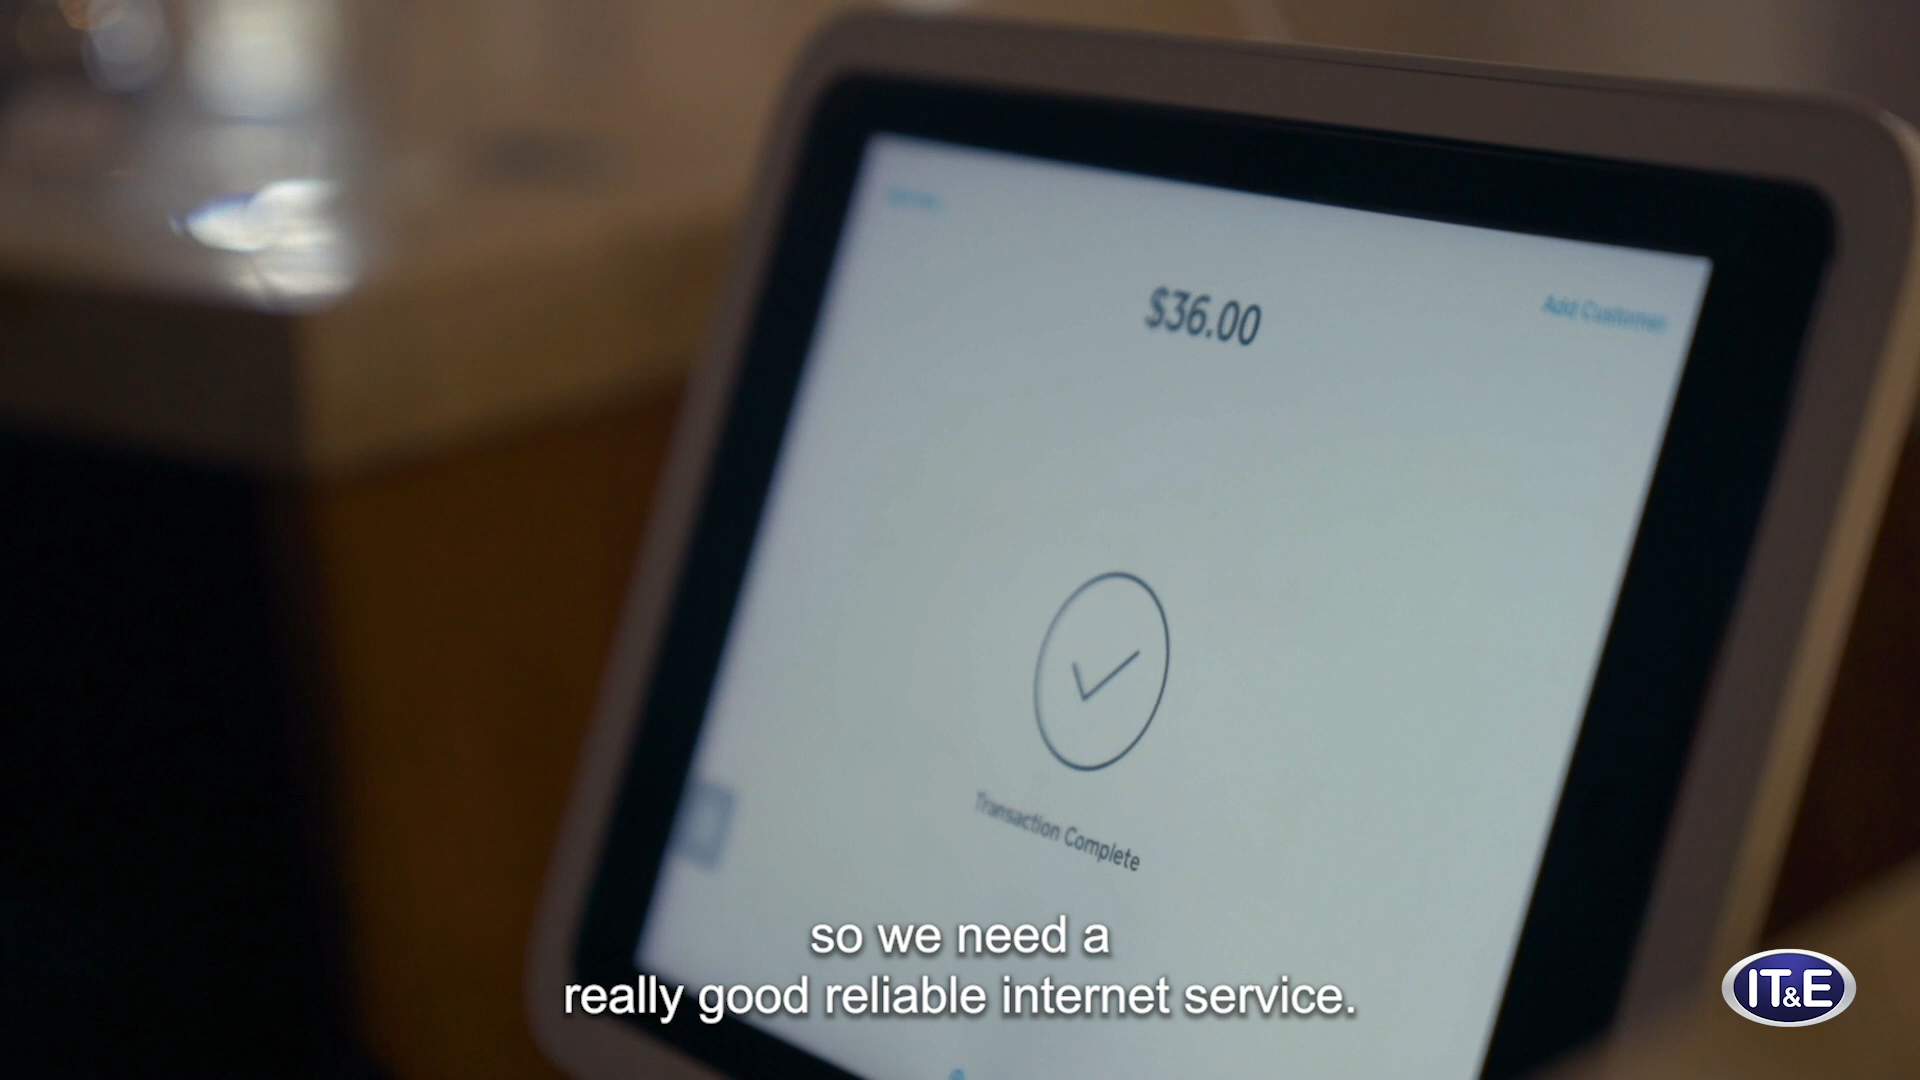 $36.00
Add Customer
Transaction Complete
so we need a
really good reliable internet service.
IT&E